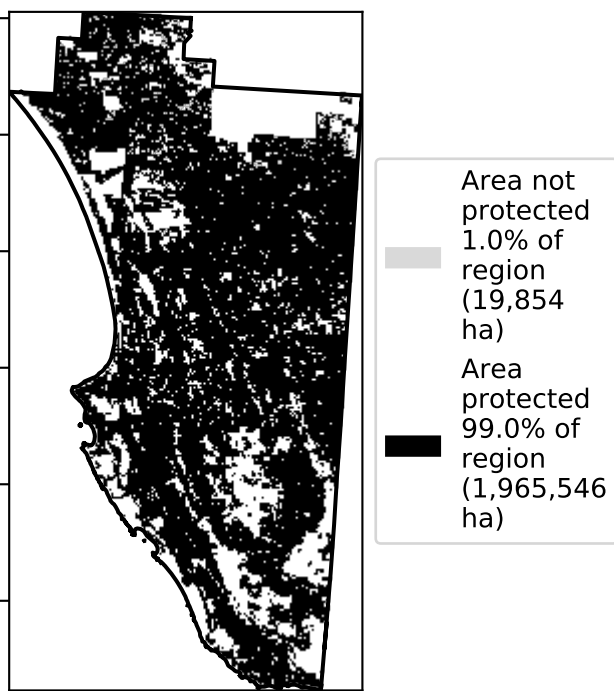 Area not
protected
1.0% of
region
(19,854
ha)
Area
protected
99.0% of
region
(1,965,546
ha)